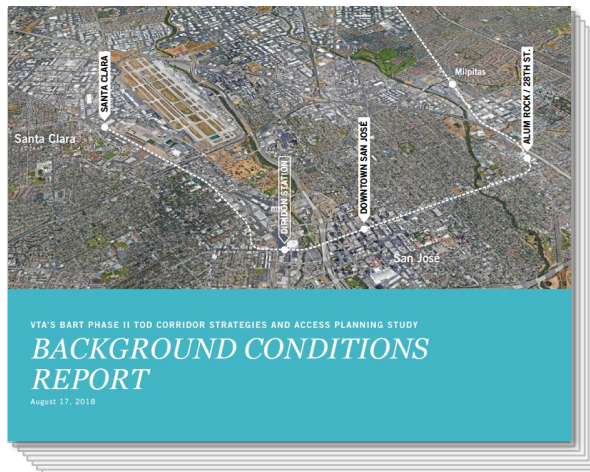 SANTA CLARA
Milpitas
ALUM ROCK / 28TH ST.
Santa Clara
DIRIDON STATION
DOWNTOWN SAN JOSÉ
San José
VTA'S BART PHASE II TOD CORRIDOR STRATEGIES AND ACCESS PLANNING STUDY
BACKGROUND CONDITIONS
REPORT
August 17, 2018